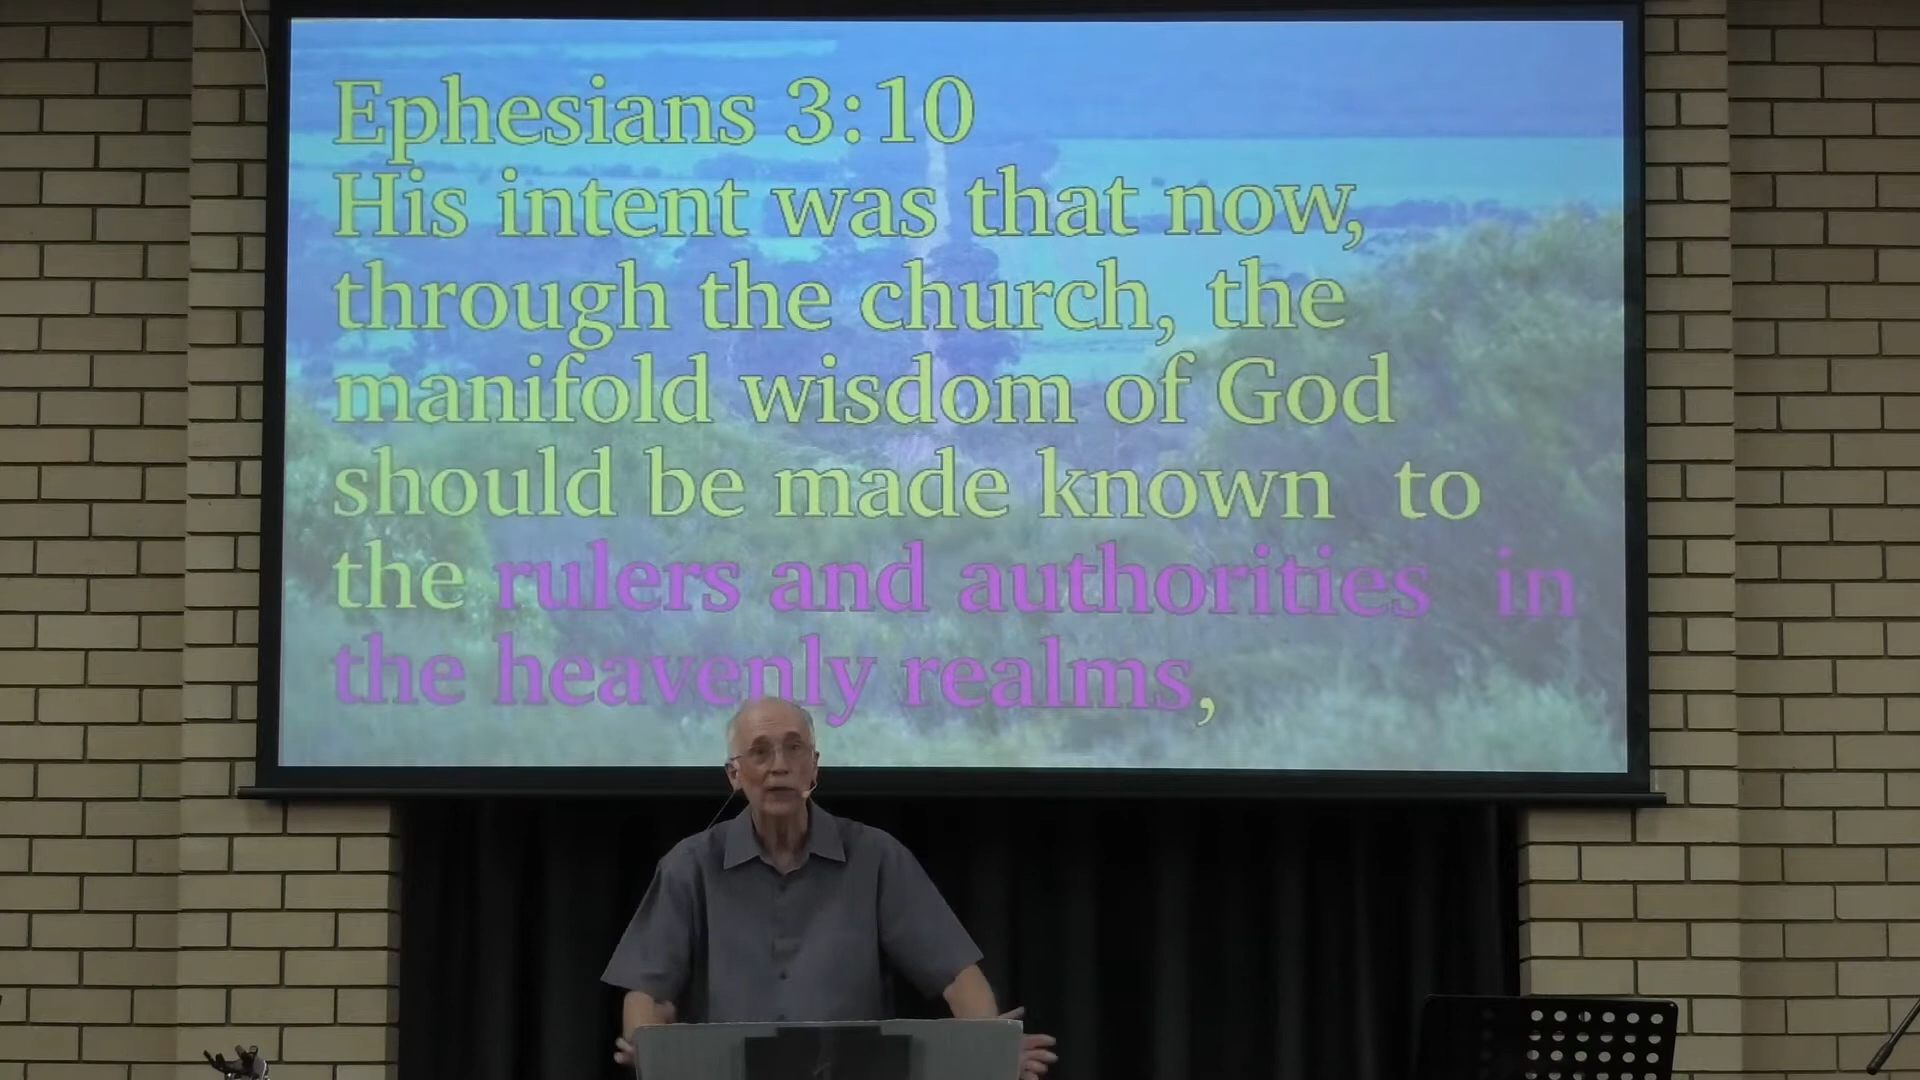 Ephesians 3:10
His intent was that now,
through the church, the
manifold wisdom of God
should be made known to
the rulers and authorities in
the heavenly realms,